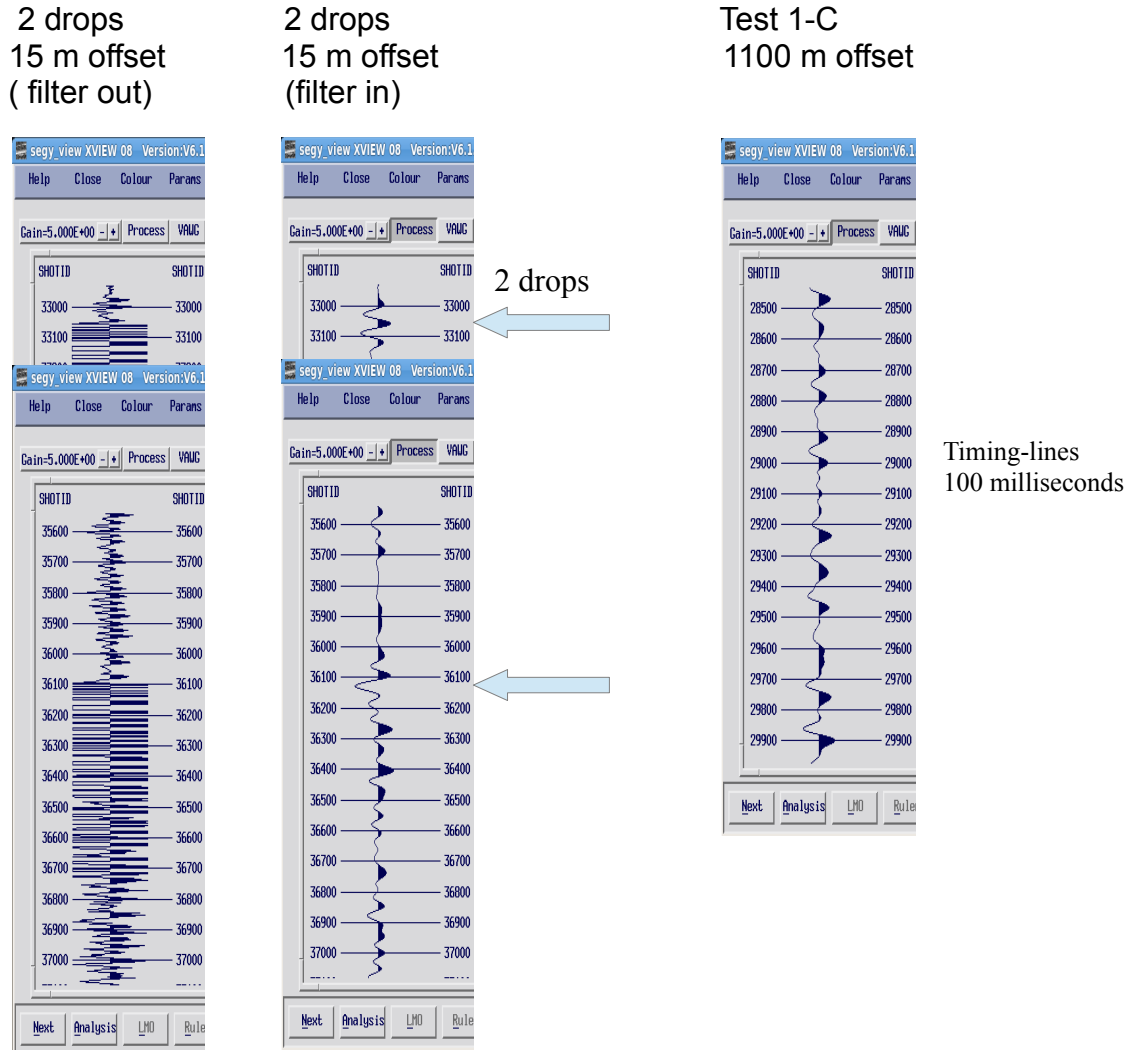 2 drops
15 m offset
( filter out)
2 drops
15 m offset
(filter in)
Test 1-C
1100 m offset
segy_view XVIEW 08 Version:V6.1
Help Close Colour Params
Gain=5.000E+00 - + Process VAWG
SHOTID SHOTID
33000 33000
33100 33100
segy_view XVIEW 08 Version:V6.1
Help Close Colour Params
Gain=5.000E+00 - + Process VAWG
SHOTID SHOTID
35600 35600
35700 35700
35800 35800
35900 35900
36000 36000
36100 36100
36200 36200
36300 36300
36400 36400
36500 36500
36600 36600
36700 36700
36800 36800
36900 36900
37000 37000
Next Analysis LMO Rule
segy_view XVIEW 08 Version:V6.1
Help Close Colour Params
Gain=5.000E+00 - + Process VAWG
SHOTID SHOTID
33000 33000
33100 33100
2 drops
segy_view XVIEW 08 Version:V6.1
Help Close Colour Params
Gain=5.000E+00 - + Process VAWG
SHOTID SHOTID
35600 35600
35700 35700
35800 35800
35900 35900
36000 36000
36100 36100
36200 36200
36300 36300
36400 36400
36500 36500
36600 36600
36700 36700
36800 36800
36900 36900
37000 37000
Next Analysis LMO Rule
segy_view XVIEW 08 Version:V6.1
Help Close Colour Params
Gain=5.000E+00 - + Process VAWG
SHOTID SHOTID
28500 28500
28600 28600
28700 28700
28800 28800
28900 28900
29000 29000
29100 29100
29200 29200
29300 29300
29400 29400
29500 29500
29600 29600
29700 29700
29800 29800
29900 29900
Next Analysis LMO Rule
Timing-lines
100 milliseconds